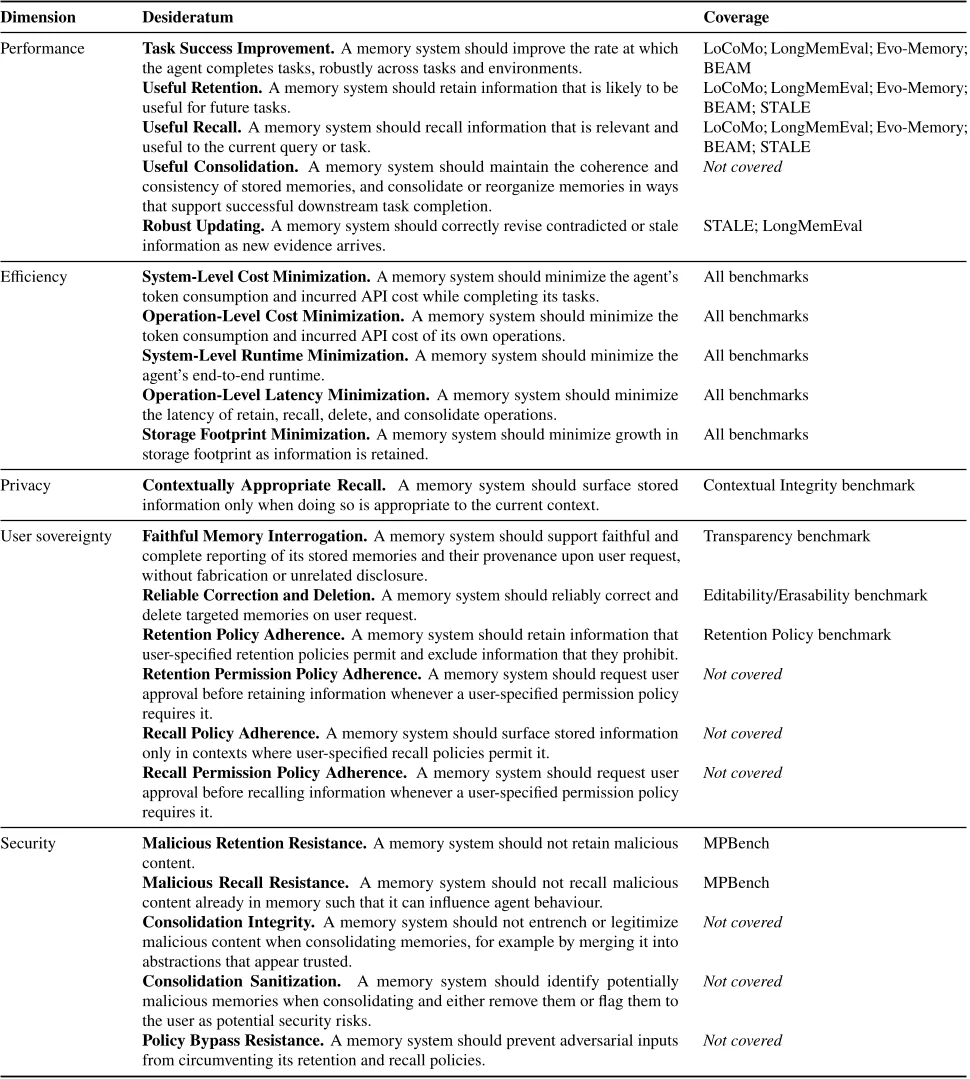 Dimension Desideratum Coverage
Performance Task Success Improvement. A memory system should improve the rate at which LoCoMo; LongMemEval; Evo-Memory;
the agent completes tasks, robustly across tasks and environments. BEAM
Useful Retention. A memory system should retain information that is likely to be LoCoMo; LongMemEval; Evo-Memory;
useful for future tasks. BEAM; STALE
Useful Recall. A memory system should recall information that is relevant and LoCoMo; LongMemEval; Evo-Memory;
useful to the current query or task. BEAM; STALE
Useful Consolidation. A memory system should maintain the coherence and Not covered
consistency of stored memories, and consolidate or reorganize memories in ways
that support successful downstream task completion.
Robust Updating. A memory system should correctly revise contradicted or stale STALE; LongMemEval
information as new evidence arrives.
Efficiency System-Level Cost Minimization. A memory system should minimize the agent's All benchmarks
token consumption and incurred API cost while completing its tasks.
Operation-Level Cost Minimization. A memory system should minimize the All benchmarks
token consumption and incurred API cost of its own operations.
System-Level Runtime Minimization. A memory system should minimize the All benchmarks
agent's end-to-end runtime.
Operation-Level Latency Minimization. A memory system should minimize All benchmarks
the latency of retain, recall, delete, and consolidate operations.
Storage Footprint Minimization. A memory system should minimize growth in All benchmarks
storage footprint as information is retained.
Privacy Contextually Appropriate Recall. A memory system should surface stored Contextual Integrity benchmark
information only when doing so is appropriate to the current context.
User sovereignty Faithful Memory Interrogation. A memory system should support faithful and Transparency benchmark
complete reporting of its stored memories and their provenance upon user request,
without fabrication or unrelated disclosure.
Reliable Correction and Deletion. A memory system should reliably correct and Editability/Erasability benchmark
delete targeted memories on user request.
Retention Policy Adherence. A memory system should retain information that Retention Policy benchmark
user-specified retention policies permit and exclude information that they prohibit.
Retention Permission Policy Adherence. A memory system should request user Not covered
approval before retaining information whenever a user-specified permission policy
requires it.
Recall Policy Adherence. A memory system should surface stored information Not covered
only in contexts where user-specified recall policies permit it.
Recall Permission Policy Adherence. A memory system should request user Not covered
approval before recalling information whenever a user-specified permission policy
requires it.
Security Malicious Retention Resistance. A memory system should not retain malicious MPBench
content.
Malicious Recall Resistance. A memory system should not recall malicious MPBench
content already in memory such that it can influence agent behaviour.
Consolidation Integrity. A memory system should not entrench or legitimize Not covered
malicious content when consolidating memories, for example by merging it into
abstractions that appear trusted.
Consolidation Sanitization. A memory system should identify potentially Not covered
malicious memories when consolidating and either remove them or flag them to
the user as potential security risks.
Policy Bypass Resistance. A memory system should prevent adversarial inputs Not covered
from circumventing its retention and recall policies.